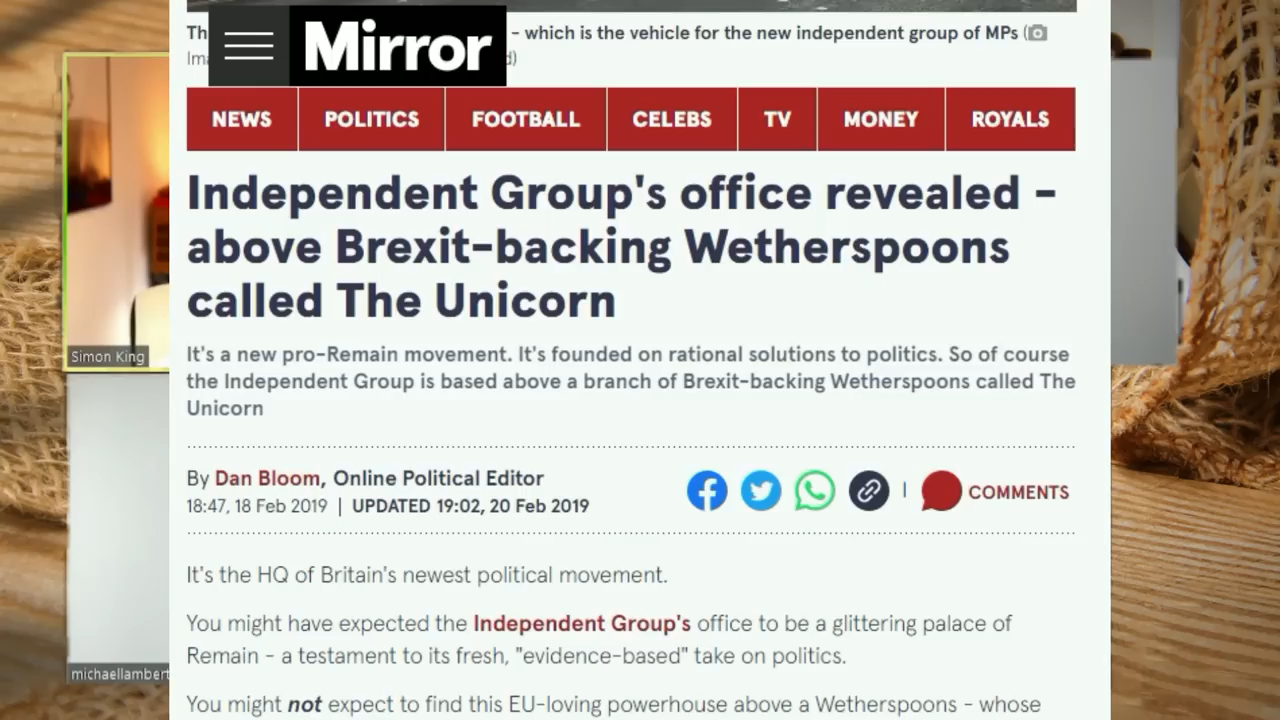 Th
– which is the vehicle for the new independent group of MPs (
Im
d)
Mirror
NEWS
POLITICS
FOOTBALL
CELEBS
TV
MONEY
ROYALS
Independent Group's office revealed –
above Brexit-backing Wetherspoons
called The Unicorn
It's a new pro-Remain movement. It's founded on rational solutions to politics. So of course
the Independent Group is based above a branch of Brexit-backing Wetherspoons called The
Unicorn
By Dan Bloom, Online Political Editor
18:47, 18 Feb 2019 | UPDATED 19:02, 20 Feb 2019
COMMENTS
It's the HQ of Britain's newest political movement.
You might have expected the Independent Group's office to be a glittering palace of
Remain – a testament to its fresh, "evidence-based" take on politics.
You might not expect to find this EU-loving powerhouse above a Wetherspoons – whose
Simon King
michaellambert